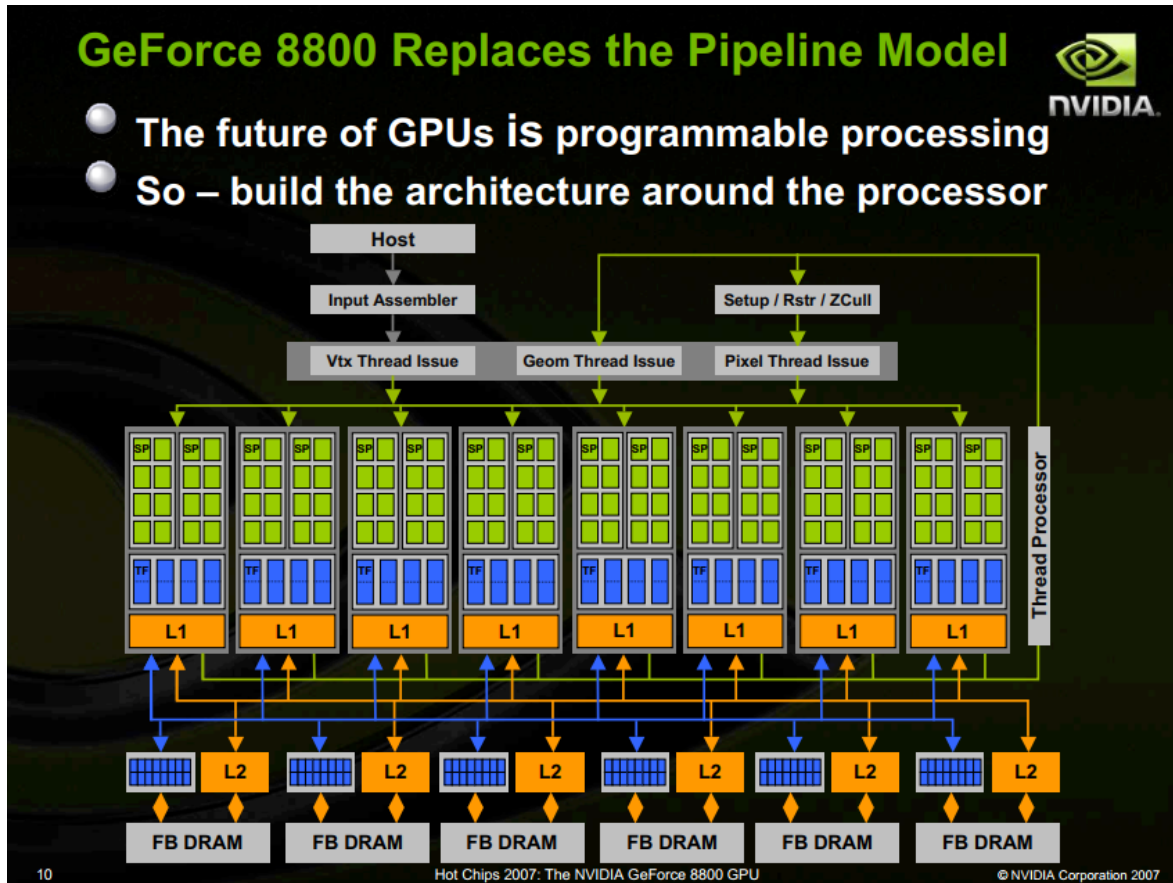 GeForce 8800 Replaces the Pipeline Model
NVIDIA.
The future of GPUs is programmable processing
So – build the architecture around the processor
Host
Input Assembler
Setup / Rstr / ZCull
Vtx Thread Issue
Geom Thread Issue
Pixel Thread Issue
SP SP SP SP SP SP SP SP SP SP SP SP SP SP SP SP
Thread Processor
TF TF TF TF TF TF TF TF
L1 L1 L1 L1 L1 L1 L1 L1
L2 L2 L2 L2 L2 L2
FB DRAM FB DRAM FB DRAM FB DRAM FB DRAM FB DRAM
10
Hot Chips 2007: The NVIDIA GeForce 8800 GPU
© NVIDIA Corporation 2007